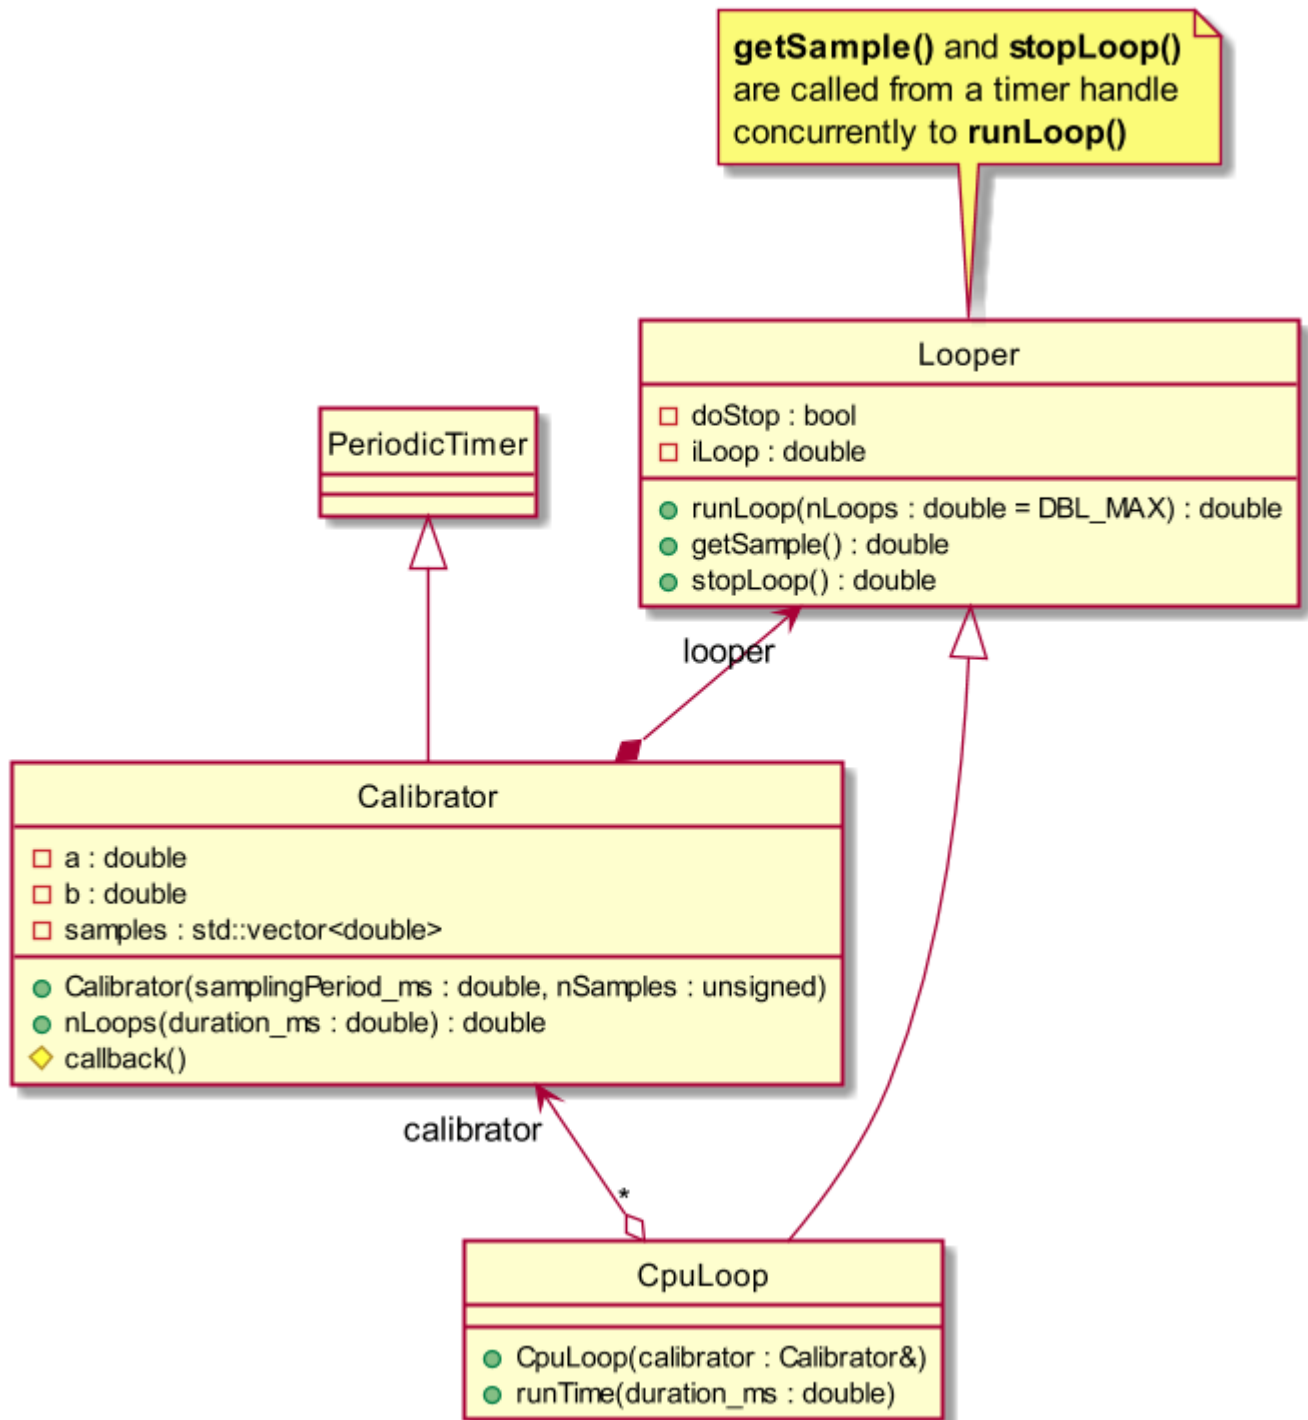 getSample() and stopLoop()
are called from a timer handle
concurrently to runLoop()
Looper
doStop : bool
iLoop : double
runLoop(nLoops : double = DBL_MAX) : double
getSample() : double
stopLoop() : double
PeriodicTimer
looper
Calibrator
a : double
b : double
samples : std::vector<double>
Calibrator(samplingPeriod_ms : double, nSamples : unsigned)
nLoops(duration_ms : double) : double
callback()
calibrator
*
CpuLoop
CpuLoop(calibrator : Calibrator&)
runTime(duration_ms : double)